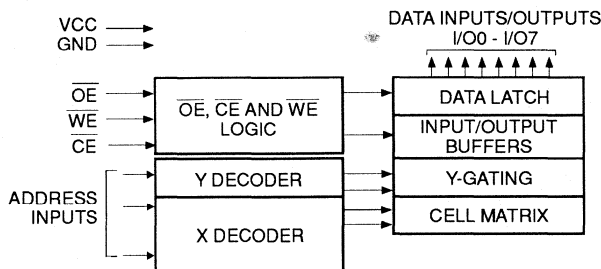 DATA INPUTS/OUTPUTS
I/O0 - I/O7
VCC
GND
OE
WE
CE
OE, CE AND WE
LOGIC
DATA LATCH
INPUT/OUTPUT
BUFFERS
Y DECODER
Y-GATING
ADDRESS
INPUTS
X DECODER
CELL MATRIX